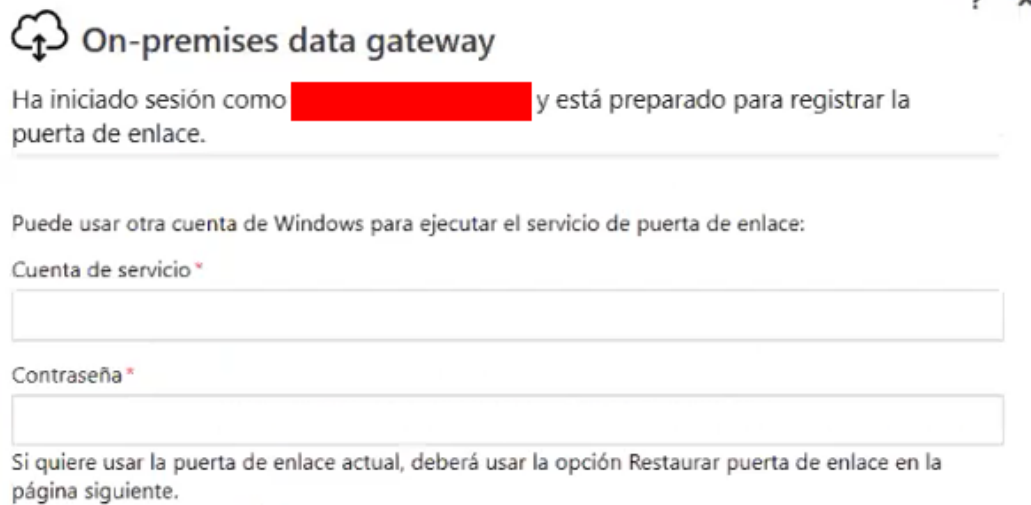 On-premises data gateway
Ha iniciado sesión como y está preparado para registrar la
puerta de enlace.
Puede usar otra cuenta de Windows para ejecutar el servicio de puerta de enlace:
Cuenta de servicio *
Contraseña *
Si quiere usar la puerta de enlace actual, deberá usar la opción Restaurar puerta de enlace en la
página siguiente.